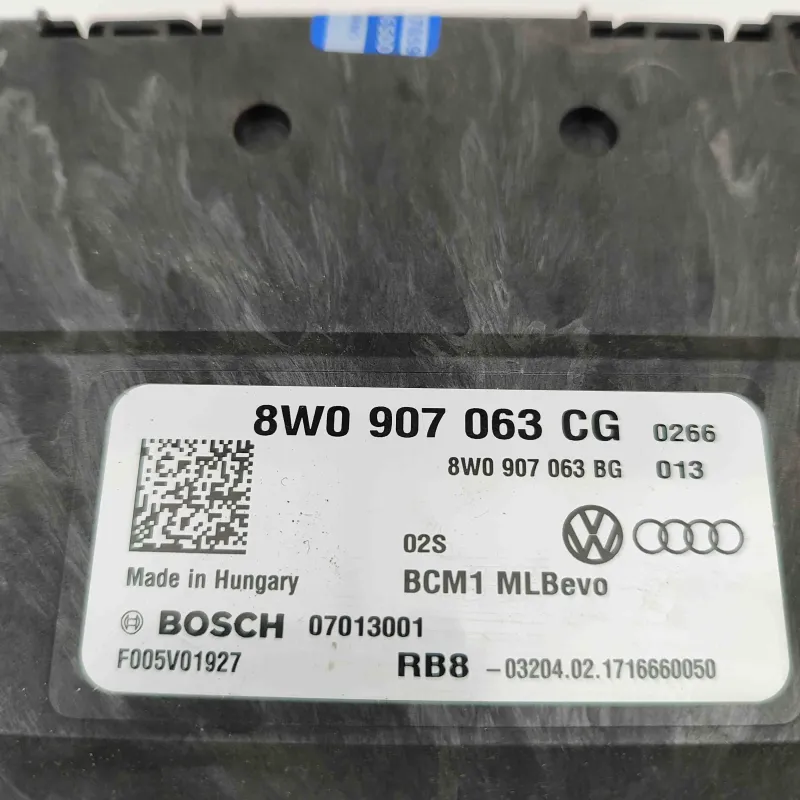 8W0 907 063 CG 0266
8W0 907 063 BG 013
02S
Made in Hungary BCM1 MLBevo
BOSCH 07013001
F005V01927 RB8 -03204.02.1716660050